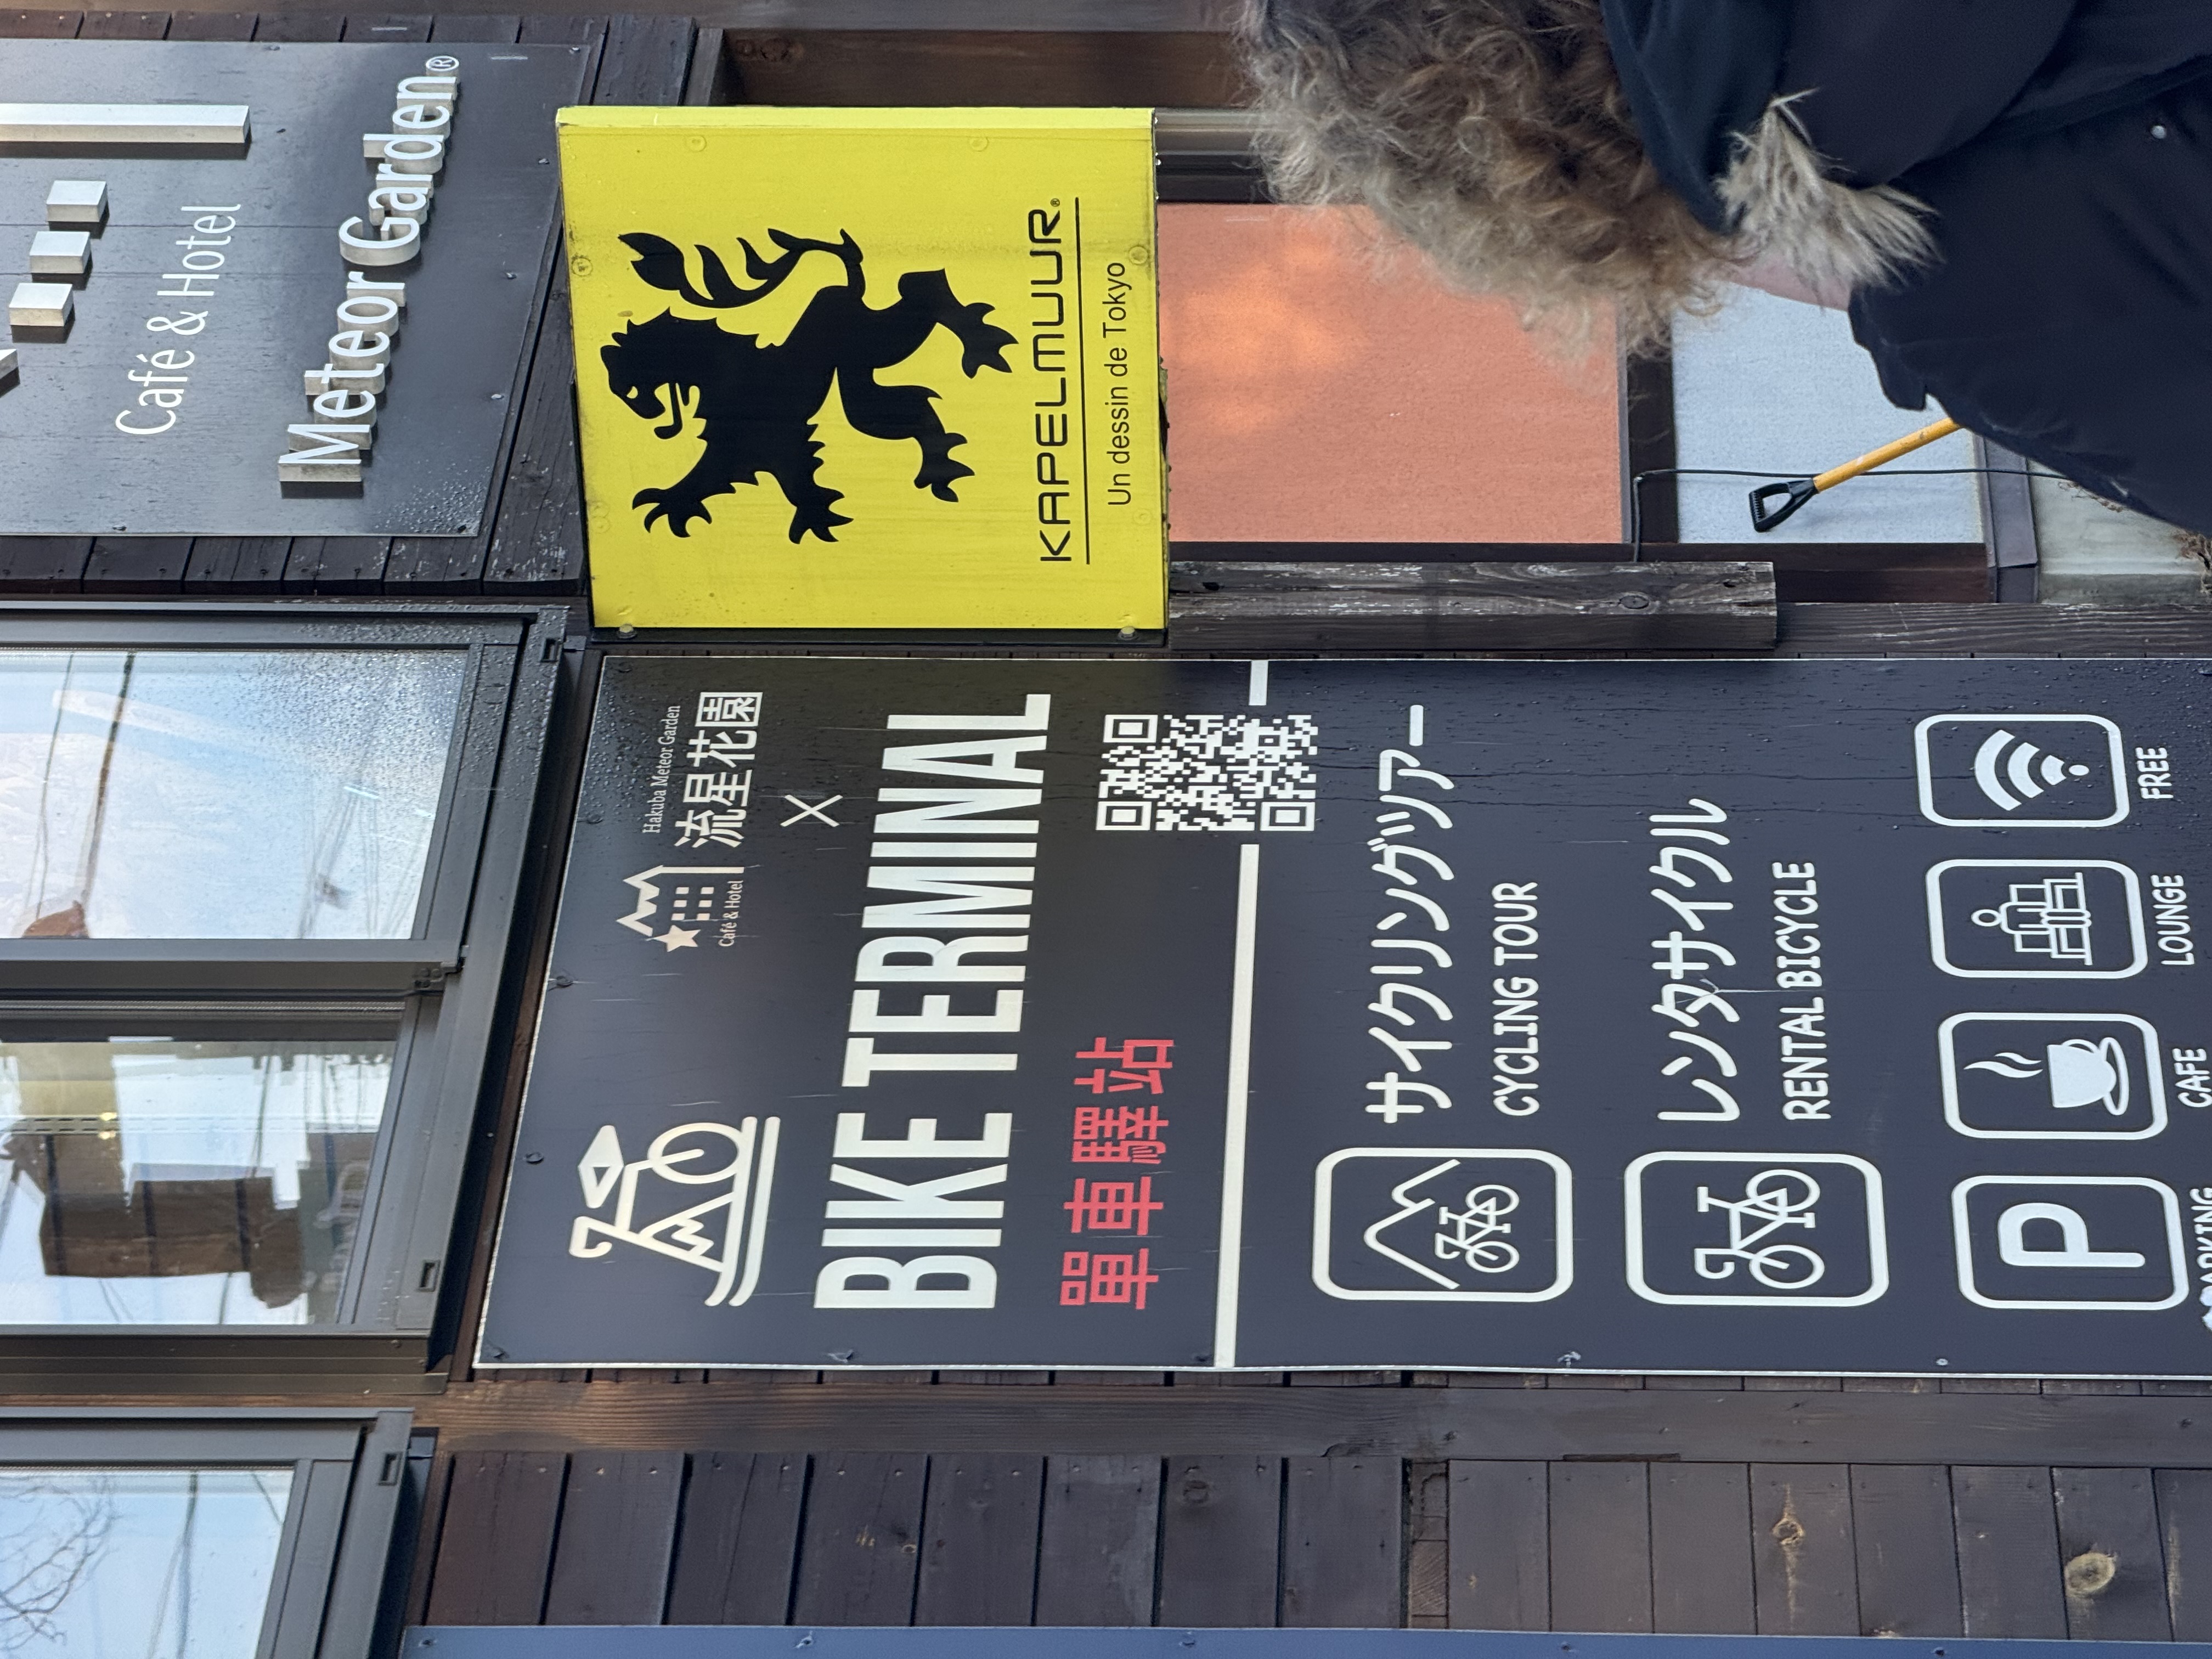 Café & Hotel
Meteor Garden®
KAPELMUUR®
Un dessin de Tokyo
Hakuba Meteor Garden
流星花園
Café & Hotel
×
BIKE TERMINAL
單車驛站
サイクリングツアー
CYCLING TOUR
レンタサイクル
RENTAL BICYCLE
P
PARKING
CAFE
LOUNGE
FREE